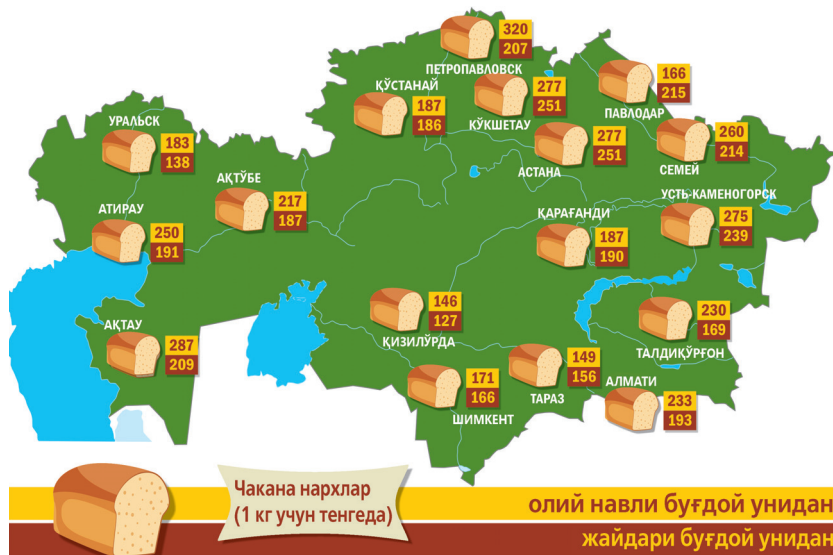 320
207
ПЕТРОПАВЛОВСК
ҚЎСТАНАЙ
187
186
277
251
КЎКШЕТАУ
166
215
ПАВЛОДАР
УРАЛЬСК
183
138
277
251
АСТАНА
260
214
СЕМЕЙ
АҚТЎБЕ
217
187
УСТЬ-КАМЕНОГОРСК
275
239
АТИРАУ
250
191
ҚАРАҒАНДИ
187
190
146
127
ҚИЗИЛЎРДА
230
169
ТАЛДИҚЎРҒОН
АҚТАУ
287
209
171
166
ШИМКЕНТ
149
156
ТАРАЗ
АЛМАТИ
233
193
Чакана нархлар
(1 кг учун тенгеда)
олий навли буғдой унидан
жайдари буғдой унидан